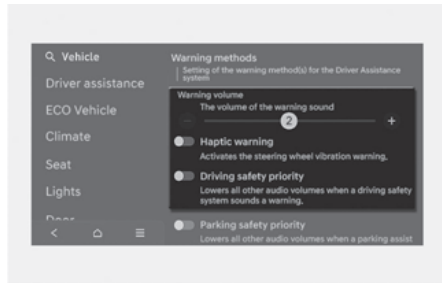 Vehicle
Driver assistance
ECO Vehicle
Climate
Seat
Lights
Door
Warning methods
Setting of the warning method(s) for the Driver Assistance
system
Warning volume
The volume of the warning sound
2
Haptic warning
Activates the steering wheel vibration warning.
Driving safety priority
Lowers all other audio volumes when a driving safety
system sounds a warning.
Parking safety priority
Lowers all other audio volumes when a parking assist